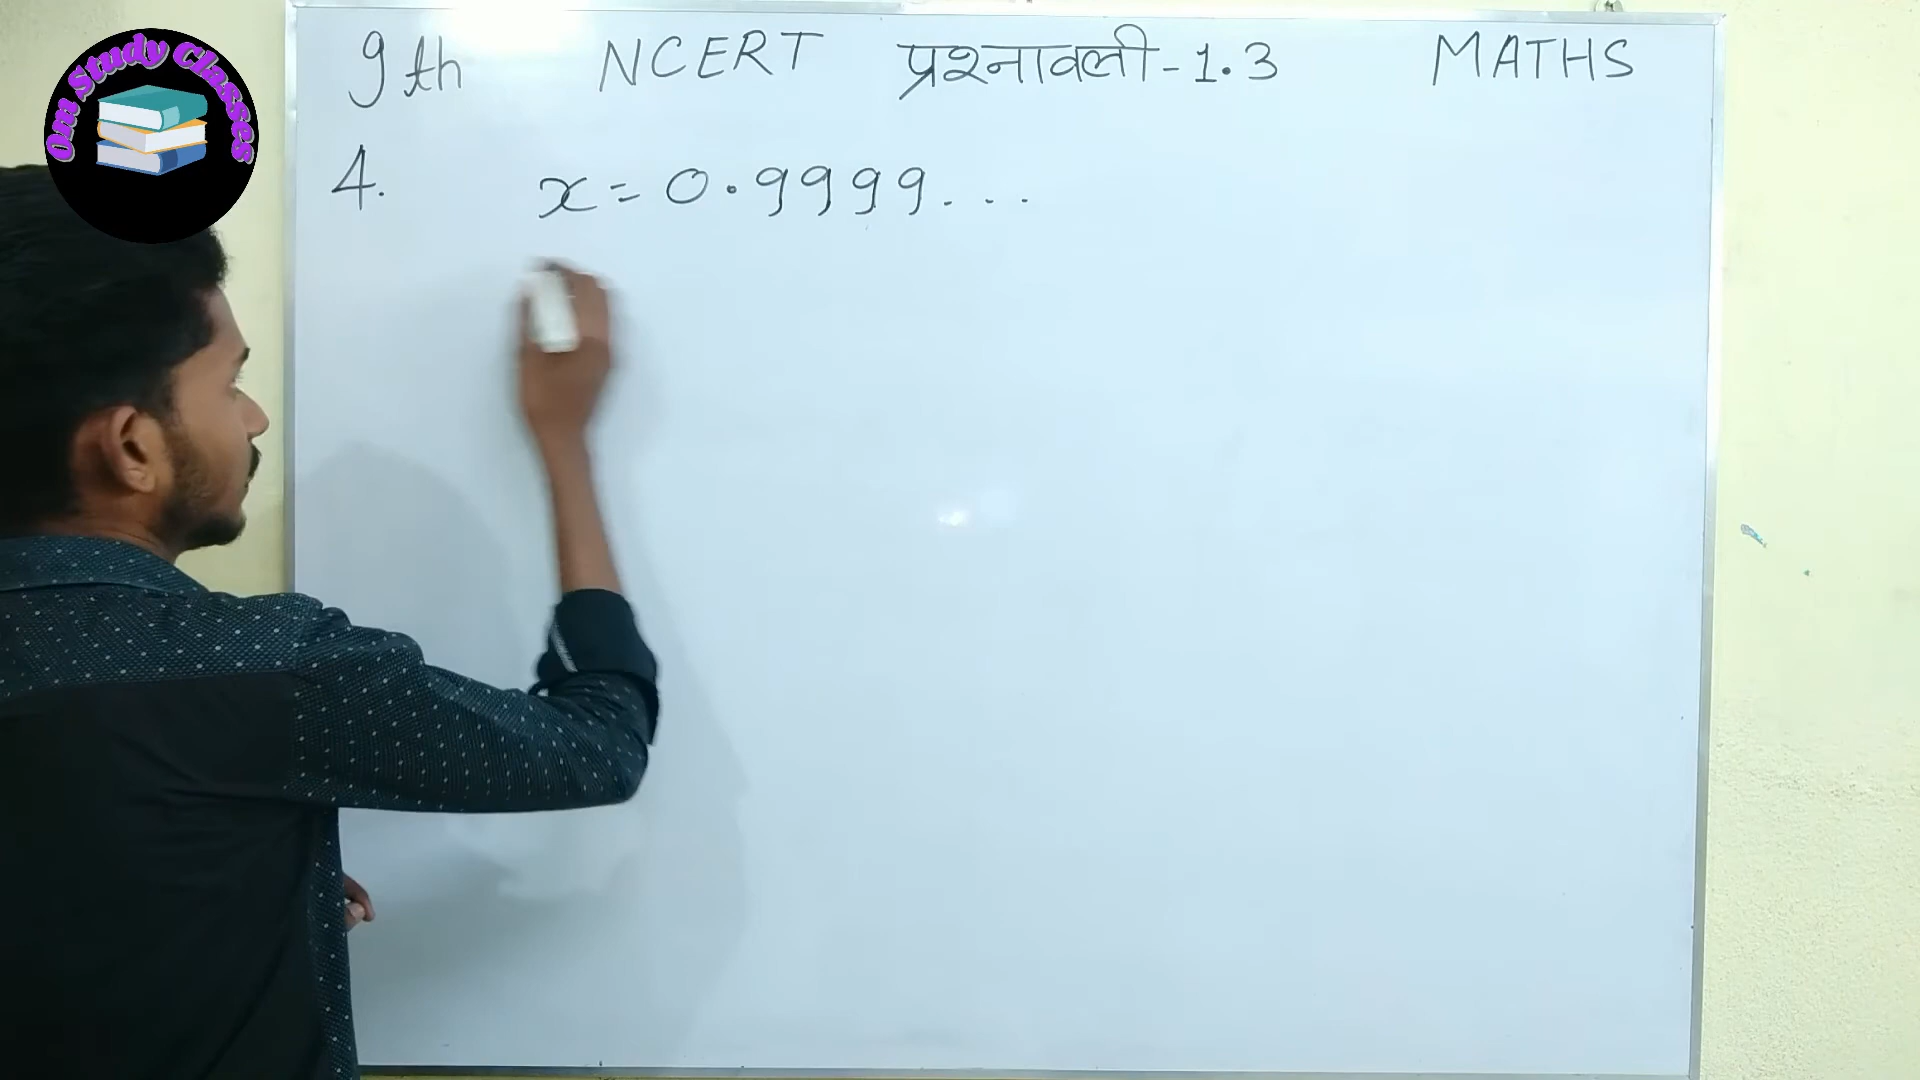 Om Study Classes
9th NCERT प्रश्नावली-1.3 MATHS
4. x = 0.9999...